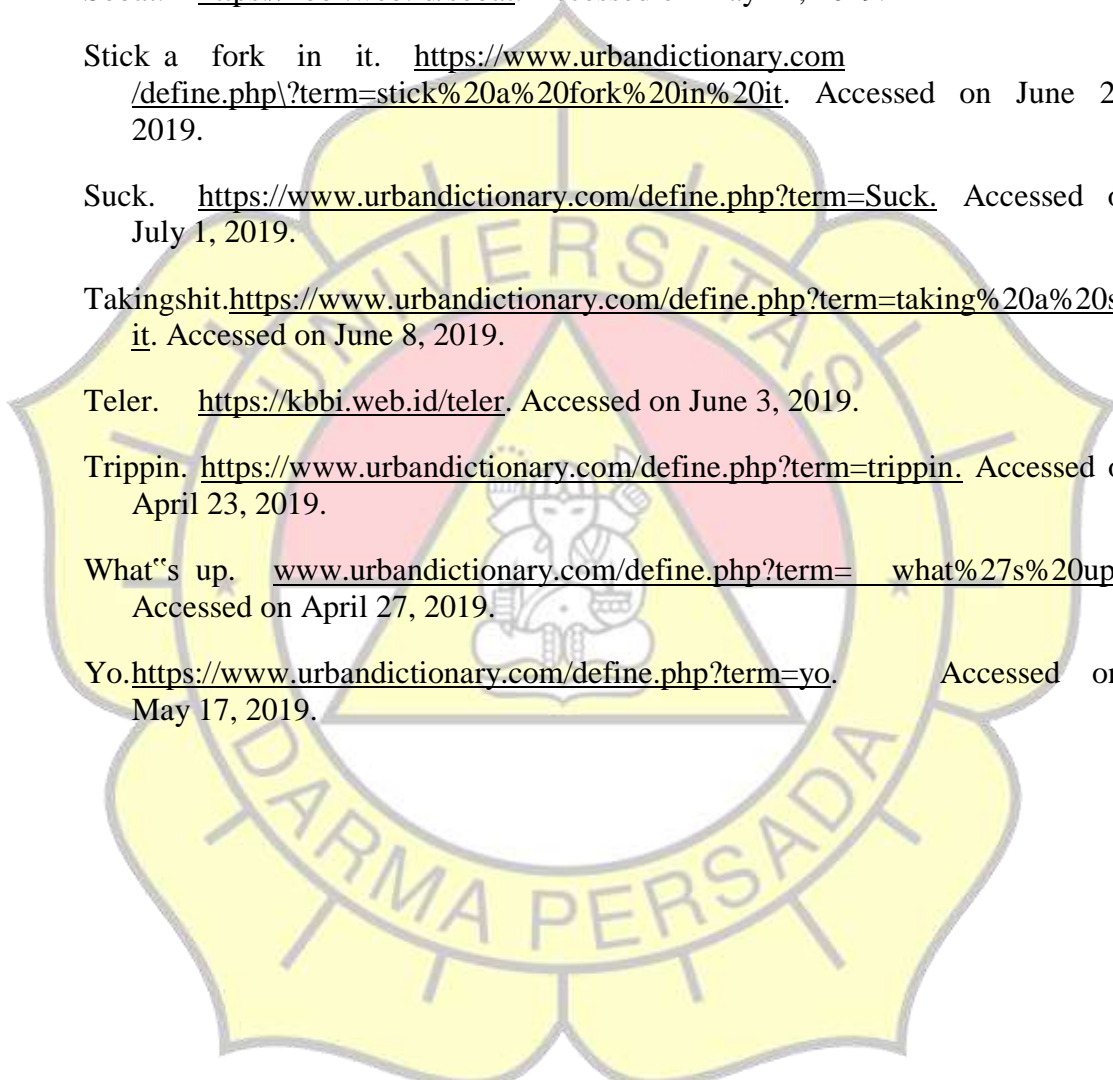 Stick a fork in it. https://www.urbandictionary.com
/define.php\?term=stick%20a%20fork%20in%20it. Accessed on June
2019.
Suck. https://www.urbandictionary.com/define.php?term=Suck. Accessed
July 1, 2019.
Takingshit.https://www.urbandictionary.com/define.php?term=taking%20a%20s
it. Accessed on June 8, 2019.
Teler. https://kbbi.web.id/teler. Accessed on June 3, 2019.
Trippin. https://www.urbandictionary.com/define.php?term=trippin. Accessed
April 23, 2019.
What‟s up. www.urbandictionary.com/define.php?term= what%27s%20up
Accessed on April 27, 2019.
Yo.https://www.urbandictionary.com/define.php?term=yo. Accessed on
May 17, 2019.
UNIVERSITAS
DARMA PERSADA